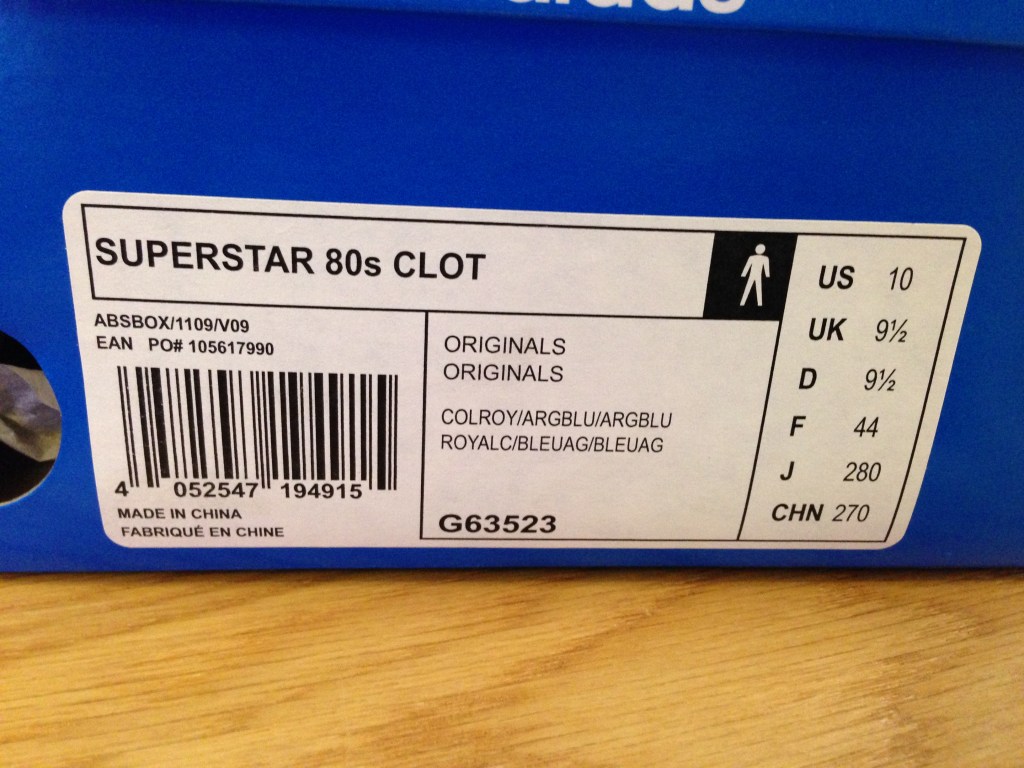 SUPERSTAR 80s CLOT
ABSBOX/1109/V09
EAN PO# 105617990
4 052547 194915
MADE IN CHINA
FABRIQUÉ EN CHINE
ORIGINALS
ORIGINALS
COLROY/ARGBLU/ARGBLU
ROYALC/BLEUAG/BLEUAG
G63523
US 10
UK 9½
D 9½
F 44
J 280
CHN 270